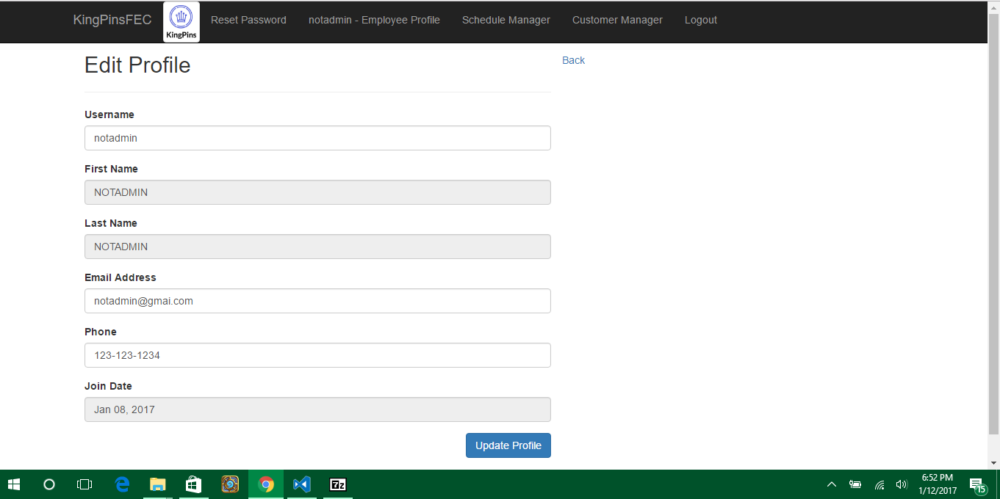 KingPinsFEC KingPins Reset Password notadmin - Employee Profile Schedule Manager Customer Manager Logout
Edit Profile Back
Username
notadmin
First Name
NOTADMIN
Last Name
NOTADMIN
Email Address
notadmin@gmai.com
Phone
123-123-1234
Join Date
Jan 08, 2017
Update Profile
e 7z 6:52 PM
1/12/2017 15